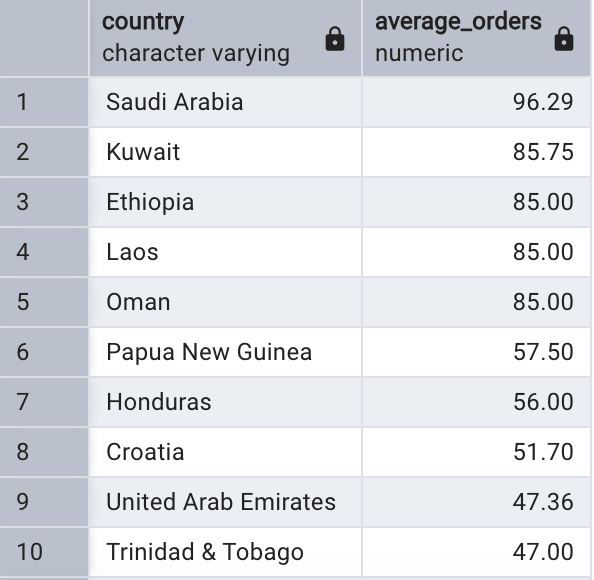 country average_orders
character varying numeric
1 Saudi Arabia 96.29
2 Kuwait 85.75
3 Ethiopia 85.00
4 Laos 85.00
5 Oman 85.00
6 Papua New Guinea 57.50
7 Honduras 56.00
8 Croatia 51.70
9 United Arab Emirates 47.36
10 Trinidad & Tobago 47.00